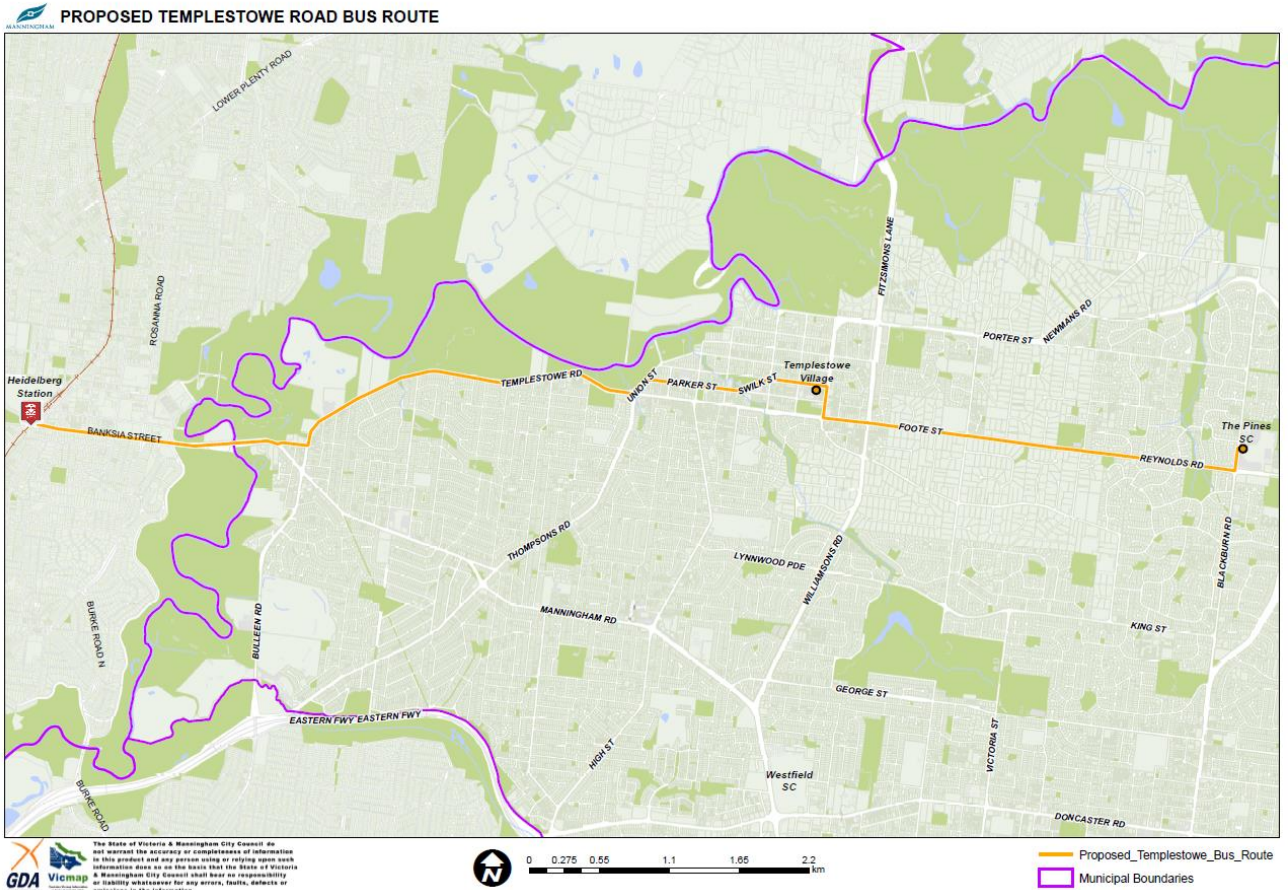 MANNINGHAM
PROPOSED TEMPLESTOWE ROAD BUS ROUTE
LOWER PLENTY ROAD
ROSANNA ROAD
FITZSIMONS LANE
NEWMANS RD
PORTER ST
Heidelberg
Station
TEMPLESTOWE RD
UNION ST
PARKER ST
SWILK ST
Templestowe
Village
BANKSIA STREET
FOOTE ST
The Pines
SC
REYNOLDS RD
THOMPSONS RD
LYNNWOOD PDE
WILLIAMSONS RD
BLACKBURN RD
BURKE ROAD N
BULLEEN RD
MANNINGHAM RD
KING ST
GEORGE ST
EASTERN FWY EASTERN FWY
VICTORIA ST
HIGH ST
Westfield
SC
BURKE ROAD
DONCASTER RD
GDA
Vicmap
The State of Victoria & Manningham City Council do
not warrant the accuracy or completeness of information
in this product and any person using or relying upon such
information does so on the basis that the State of Victoria
& Manningham City Council shall bear no responsibility
or liability whatsoever for any errors, faults, defects or
omissions in the information.
N
0 0.275 0.55 1.1 1.65 2.2
km
Proposed_Templestowe_Bus_Route
Municipal Boundaries